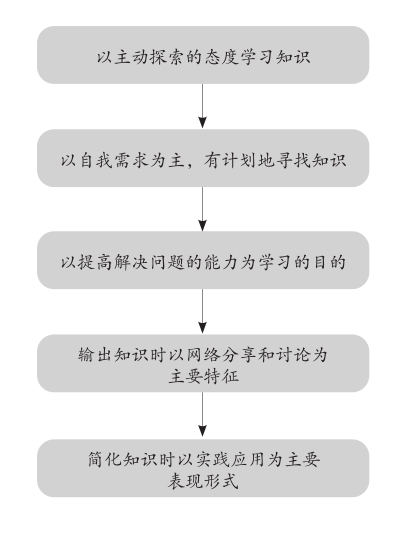 以主动探索的态度学习知识
以自我需求为主，有计划地寻找知识
以提高解决问题的能力为学习的目的
输出知识时以网络分享和讨论为
主要特征
简化知识时以实践应用为主要
表现形式